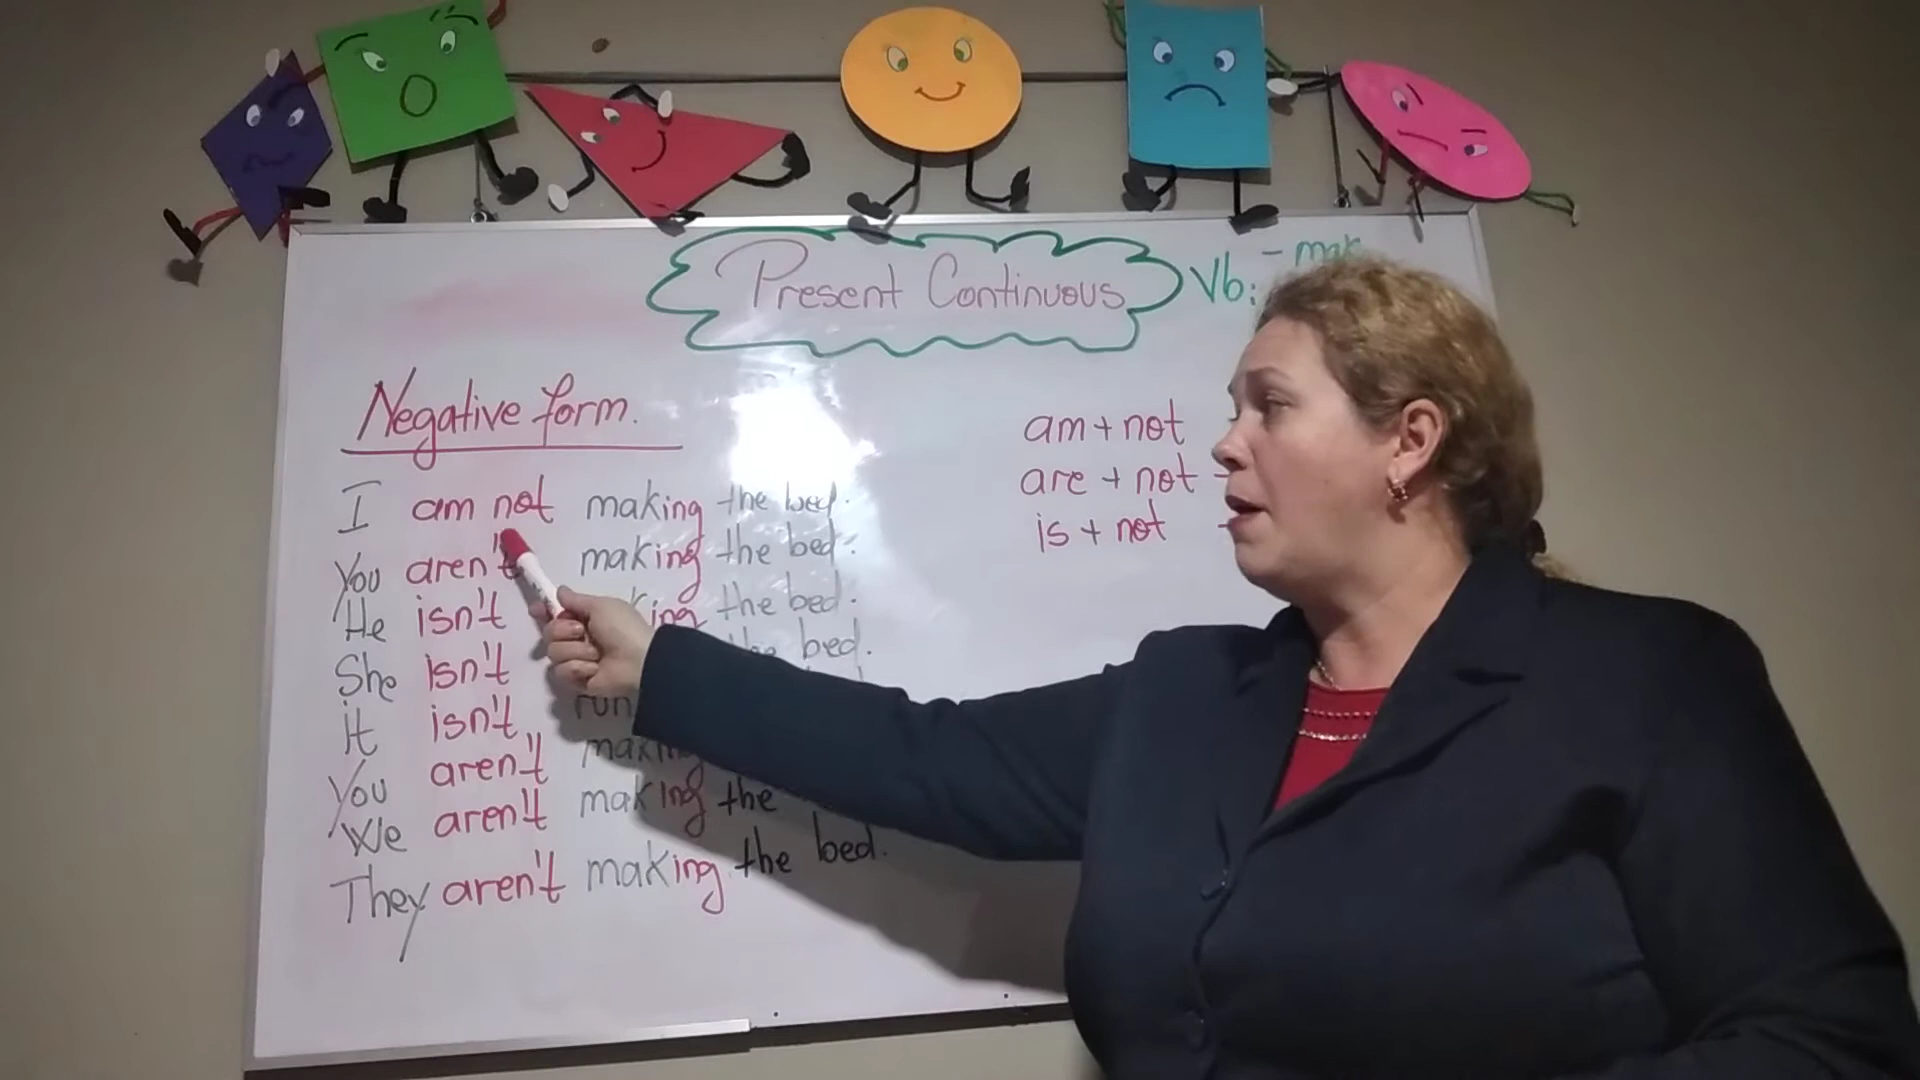 Present Continuous
Vb:
Negative form.
I am not making the bed.
You aren't making the bed.
He isn't the bed.
She isn't the bed.
it isn't
You aren't making
We aren't making the
They aren't making the bed.
am + not
are + not
is + not